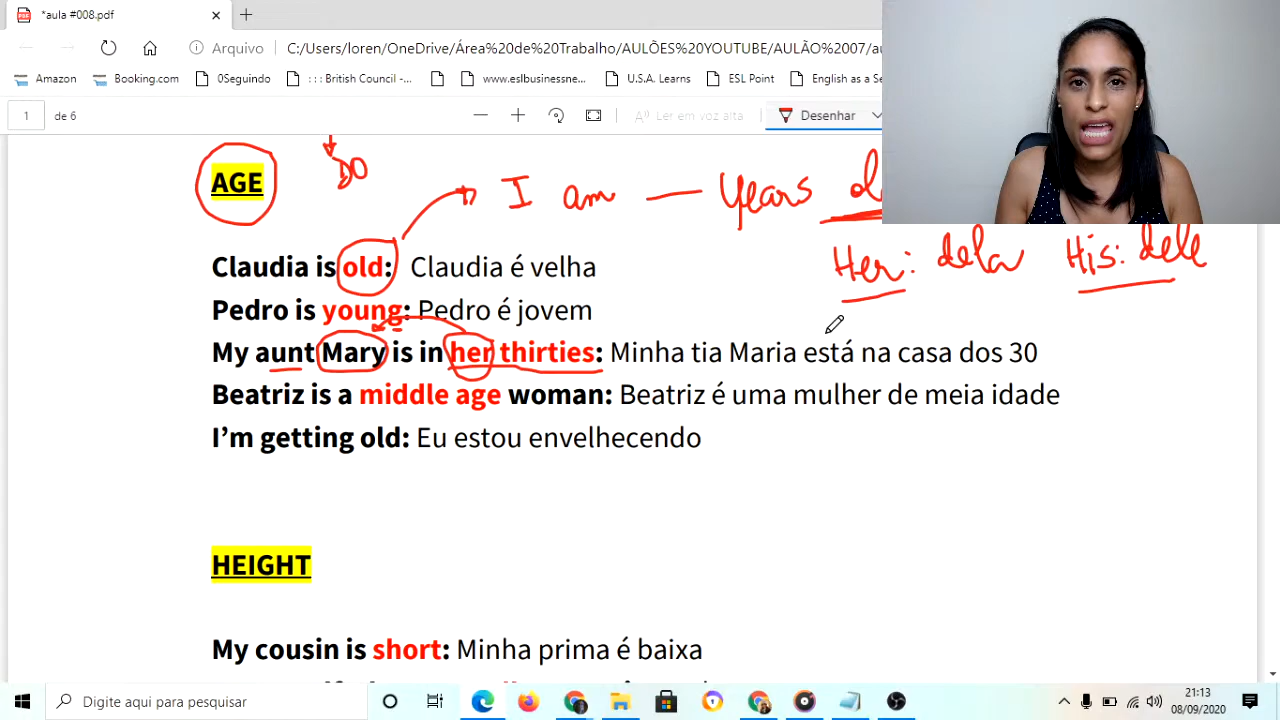 *aula #008.pdf
Arquivo C:/Users/loren/OneDrive/Área%20de%20Trabalho/AULÕES%20YOUTUBE/AULÃO%2007/au
Amazon Booking.com 0Seguindo : : : British Council -... www.eslbusinessne... U.S.A. Learns ESL Point English as a Se
1 de 6 Ler em voz alta Desenhar
AGE
I am — Years
Her: dela His: dele
Claudia is old: Claudia é velha
Pedro is young: Pedro é jovem
My aunt Mary is in her thirties: Minha tia Maria está na casa dos 30
Beatriz is a middle age woman: Beatriz é uma mulher de meia idade
I’m getting old: Eu estou envelhecendo
HEIGHT
My cousin is short: Minha prima é baixa
Digite aqui para pesquisar
21:13
08/09/2020